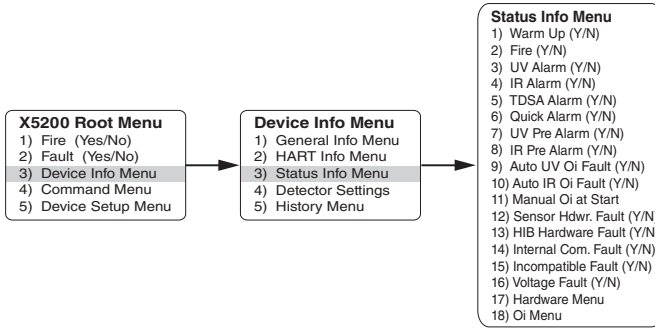 X5200 Root Menu
1) Fire (Yes/No)
2) Fault (Yes/No)
3) Device Info Menu
4) Command Menu
5) Device Setup Menu
Device Info Menu
1) General Info Menu
2) HART Info Menu
3) Status Info Menu
4) Detector Settings
5) History Menu
Status Info Menu
1) Warm Up (Y/N)
2) Fire (Y/N)
3) UV Alarm (Y/N)
4) IR Alarm (Y/N)
5) TDSA Alarm (Y/N)
6) Quick Alarm (Y/N)
7) UV Pre Alarm (Y/N)
8) IR Pre Alarm (Y/N)
9) Auto UV Oi Fault (Y/N)
10) Auto IR Oi Fault (Y/N)
11) Manual Oi at Start
12) Sensor Hdwr. Fault (Y/N)
13) HIB Hardware Fault (Y/N
14) Internal Com. Fault (Y/N)
15) Incompatible Fault (Y/N)
16) Voltage Fault (Y/N)
17) Hardware Menu
18) Oi Menu